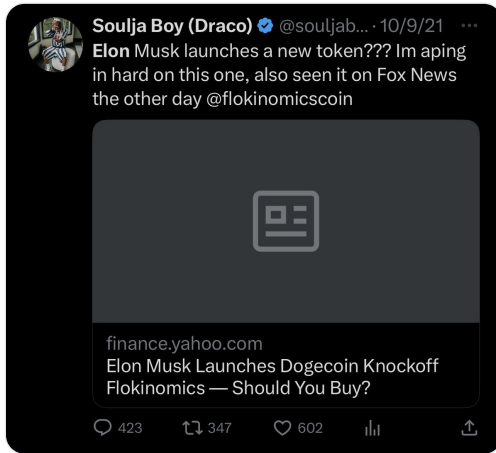 Soulja Boy (Draco) @souljab... · 10/9/21 ...
Elon Musk launches a new token??? Im aping
in hard on this one, also seen it on Fox News
the other day @flokinomicscoin
finance.yahoo.com
Elon Musk Launches Dogecoin Knockoff
Flokinomics — Should You Buy?
423 347 602